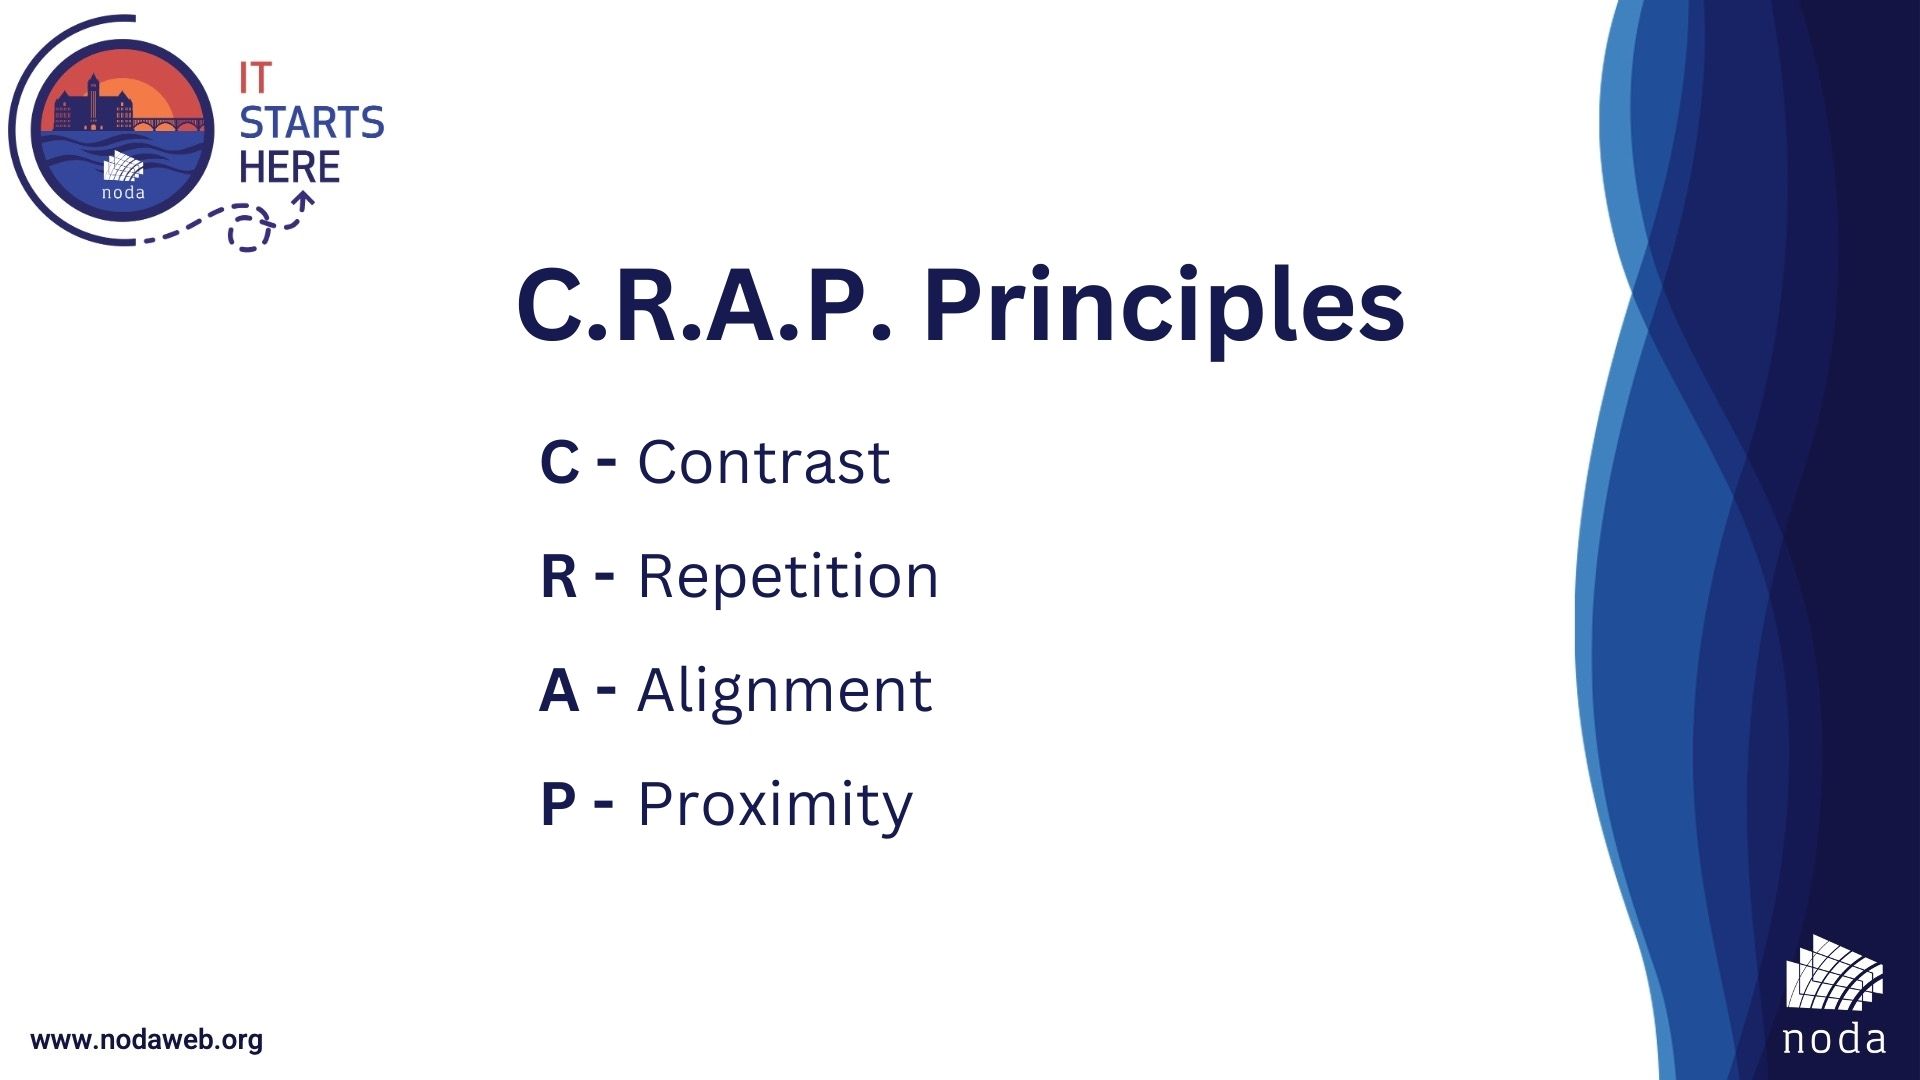 IT
STARTS
HERE
noda
C.R.A.P. Principles
C - Contrast
R - Repetition
A - Alignment
P - Proximity
www.nodaweb.org
noda